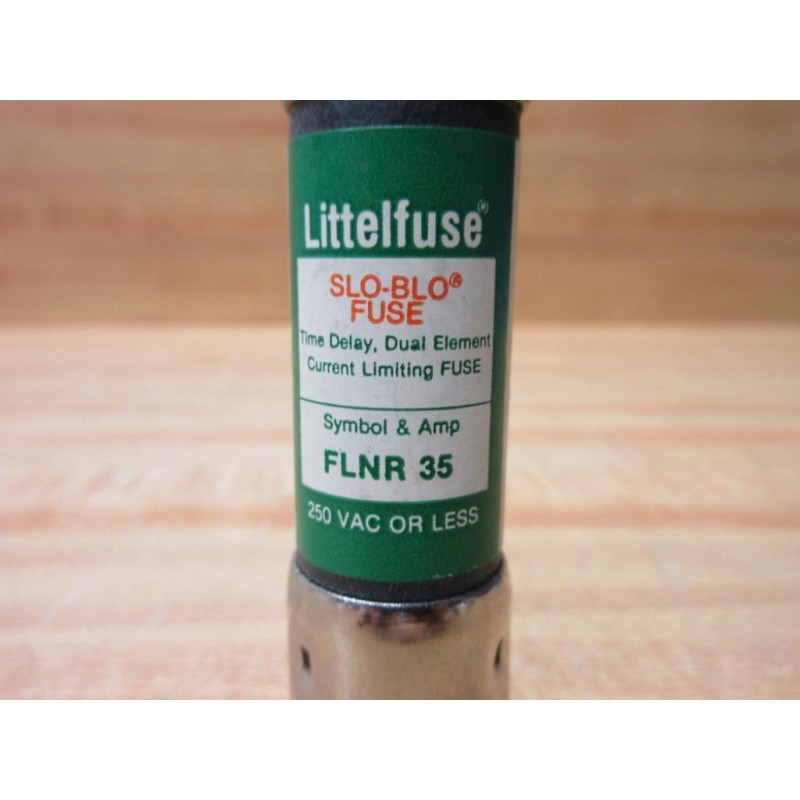 Littelfuse®
SLO-BLO®
FUSE
Time Delay, Dual Element
Current Limiting FUSE
Symbol & Amp
FLNR 35
250 VAC OR LESS